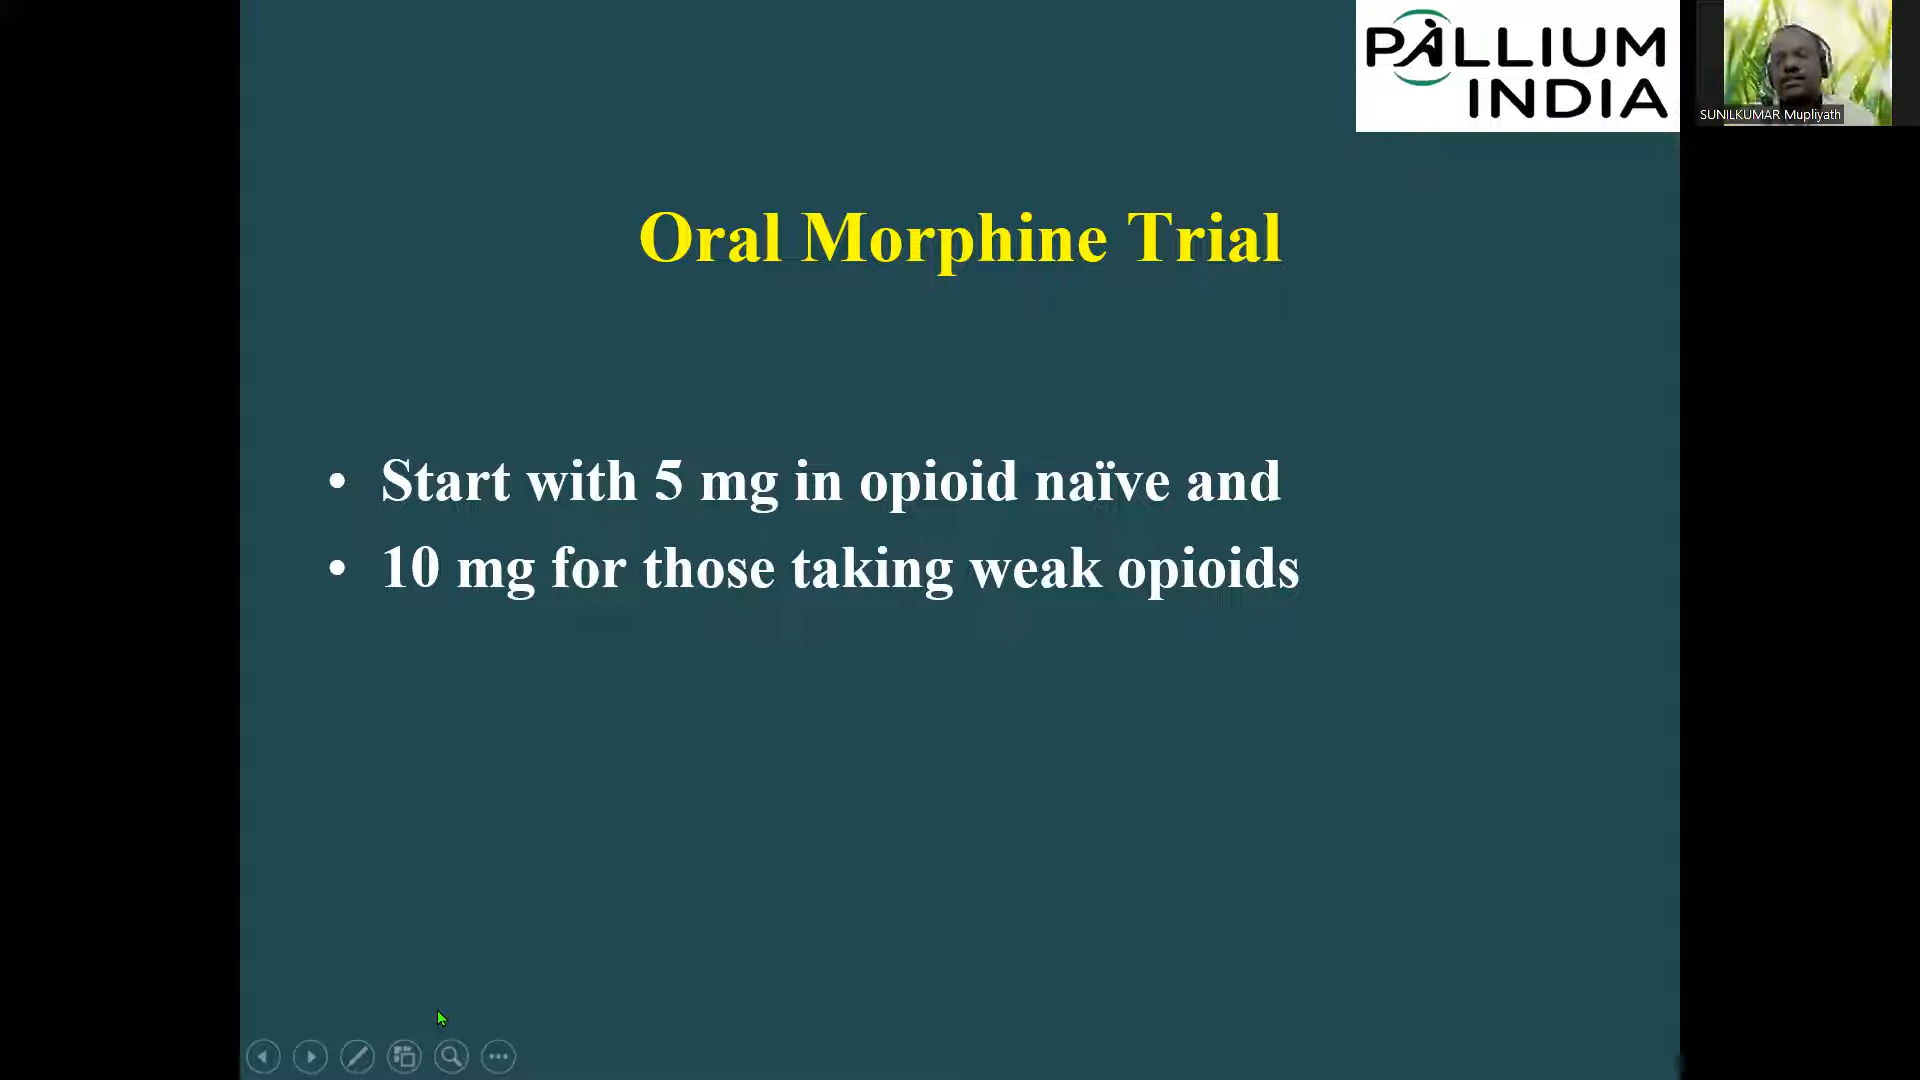 PALLIUM
INDIA
SUNILKUMAR Mupliyath
Oral Morphine Trial
• Start with 5 mg in opioid naïve and
• 10 mg for those taking weak opioids